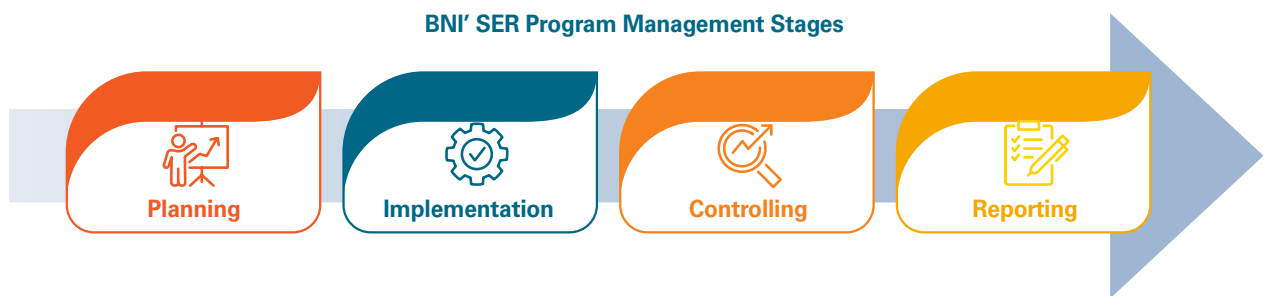 BNI’ SER Program Management Stages
Planning
Implementation
Controlling
Reporting